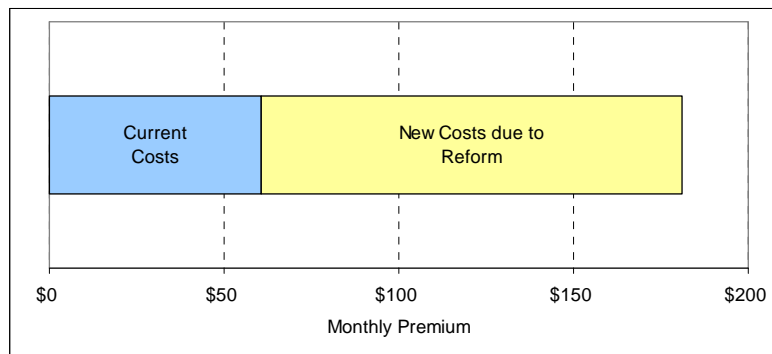 Current
Costs
New Costs due to
Reform
$0 $50 $100 $150 $200
Monthly Premium